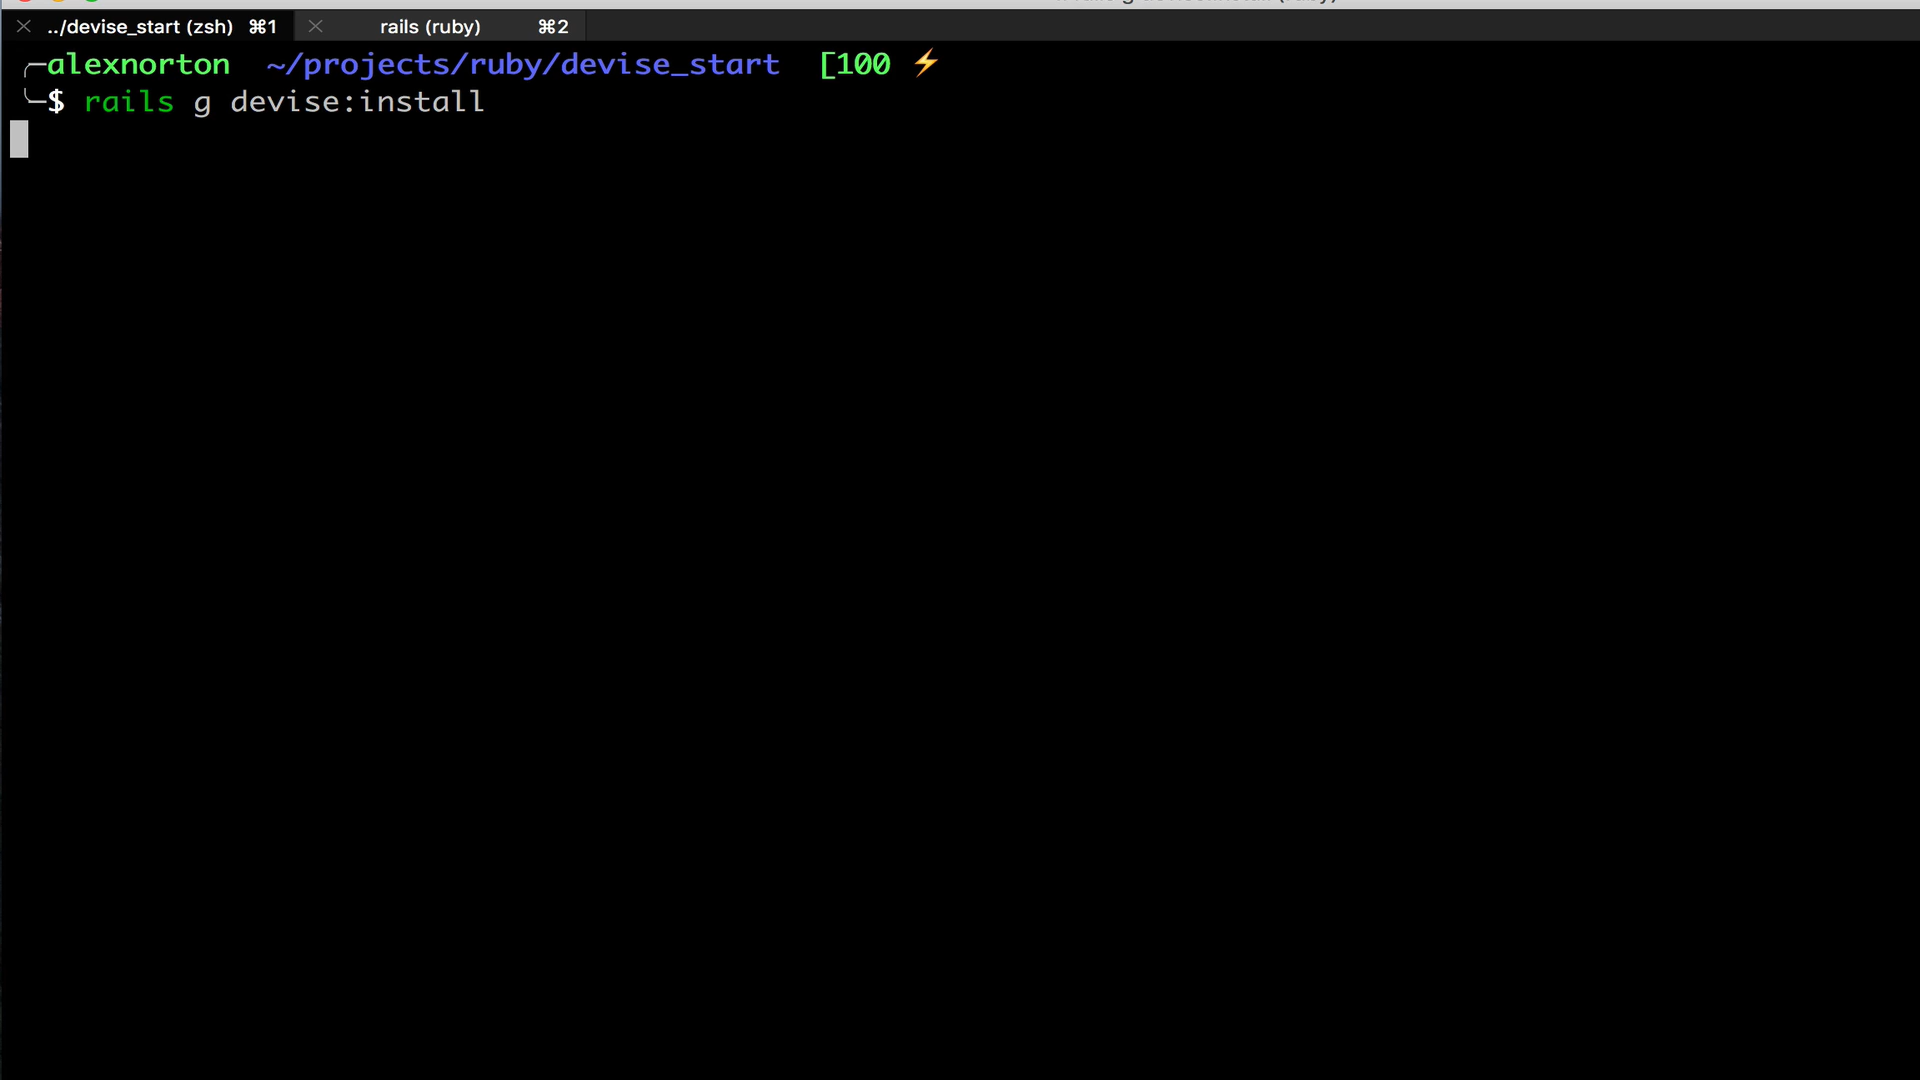 ../devise_start (zsh) ⌘1 rails (ruby) ⌘2
alexnorton ~/projects/ruby/devise_start [100 ⚡
$ rails g devise:install